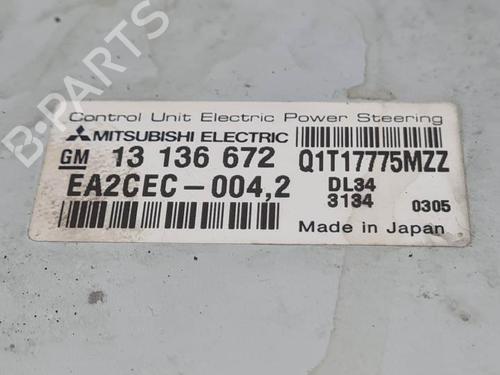 Control Unit Electric Power Steering
MITSUBISHI ELECTRIC
GM 13 136 672 Q1T17775MZZ
EA2CEC-004,2 DL34
3134 0305
Made in Japan
B-PARTS